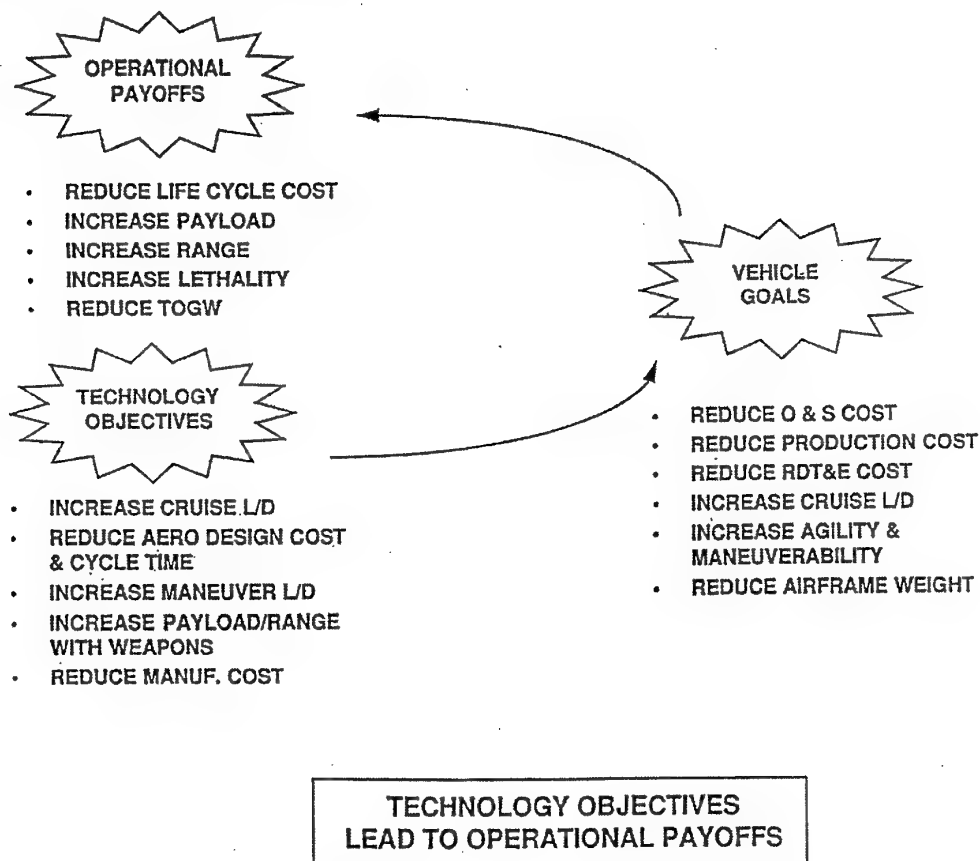 OPERATIONAL
PAYOFFS
• REDUCE LIFE CYCLE COST
• INCREASE PAYLOAD
• INCREASE RANGE
• INCREASE LETHALITY
• REDUCE TOGW
TECHNOLOGY
OBJECTIVES
• INCREASE CRUISE L/D
• REDUCE AERO DESIGN COST
& CYCLE TIME
• INCREASE MANEUVER L/D
• INCREASE PAYLOAD/RANGE
WITH WEAPONS
• REDUCE MANUF. COST
VEHICLE
GOALS
• REDUCE O & S COST
• REDUCE PRODUCTION COST
• REDUCE RDT&E COST
• INCREASE CRUISE L/D
• INCREASE AGILITY &
MANEUVERABILITY
• REDUCE AIRFRAME WEIGHT
TECHNOLOGY OBJECTIVES
LEAD TO OPERATIONAL PAYOFFS